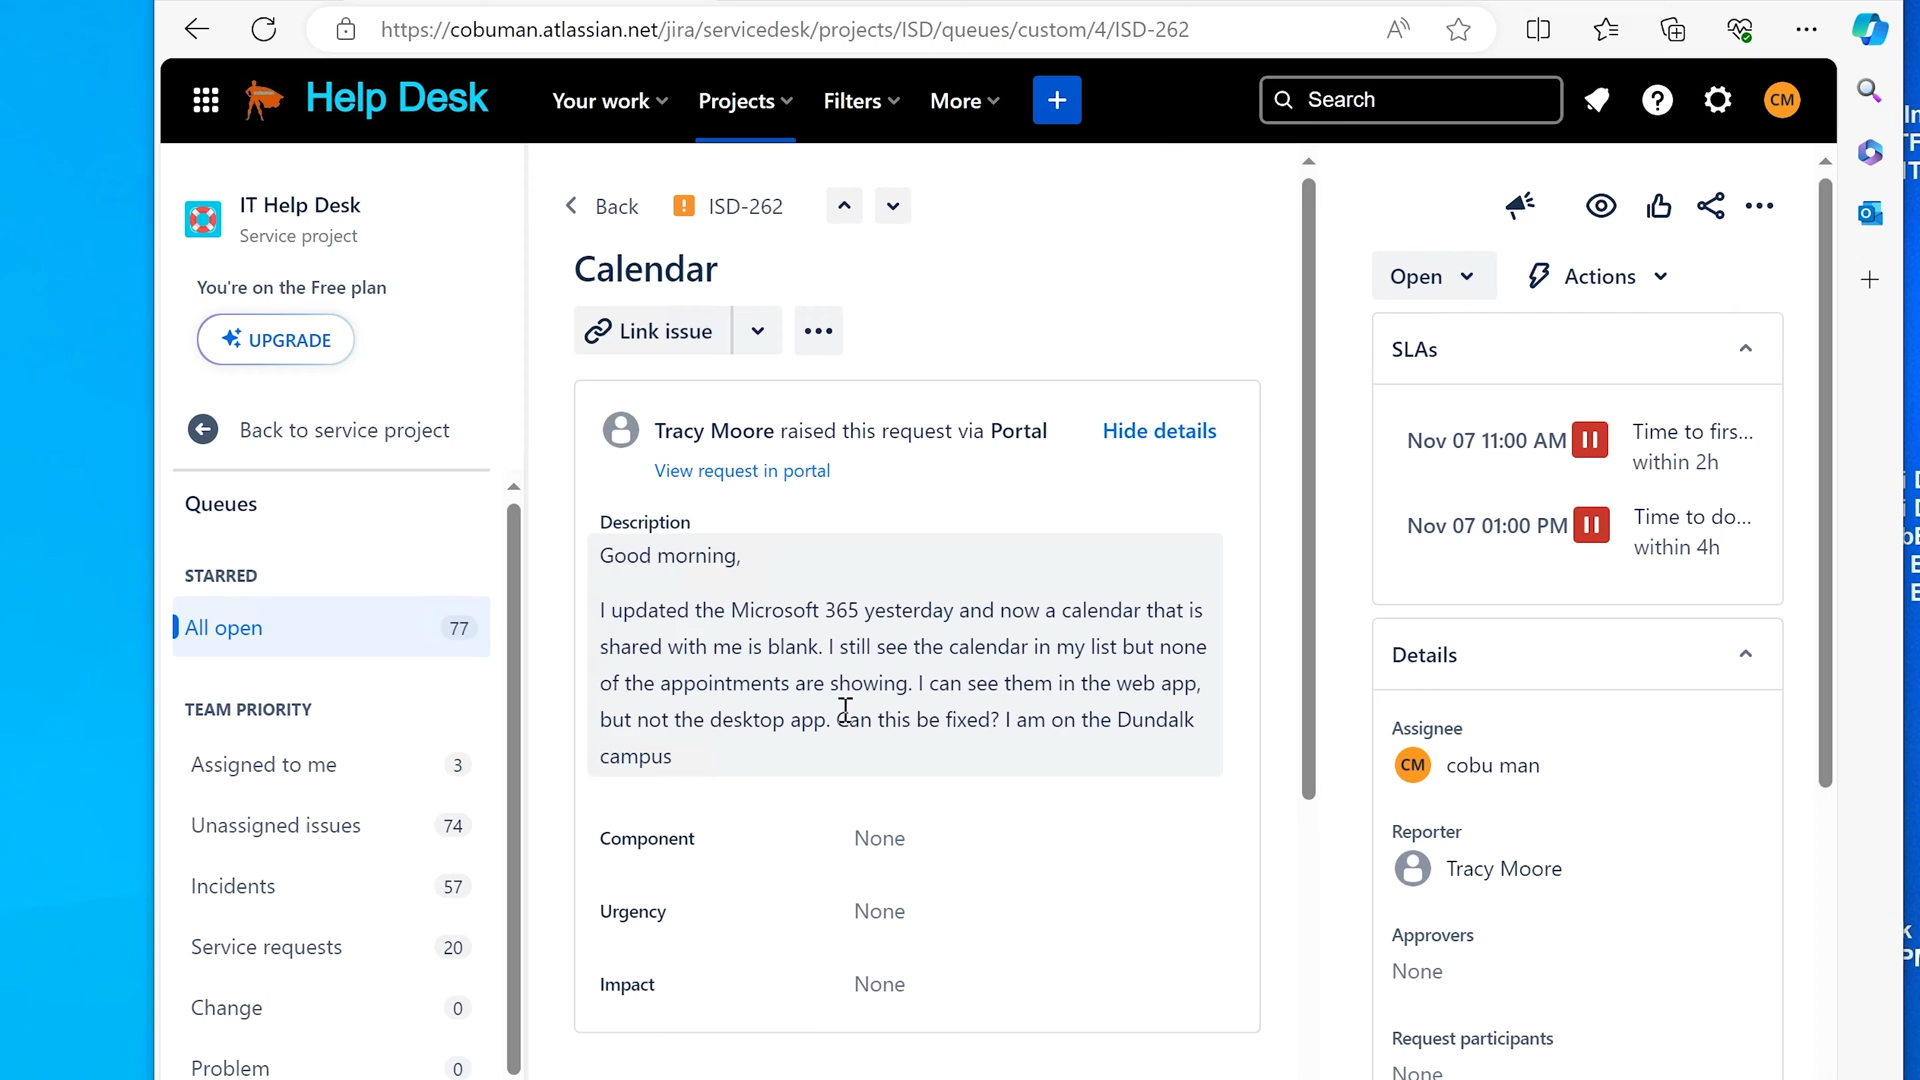 https://cobuman.atlassian.net/jira/servicedesk/projects/ISD/queues/custom/4/ISD-262
Help Desk
Your work
Projects
Filters
More
Search
CM
IT Help Desk
Service project
You're on the Free plan
UPGRADE
Back to service project
Queues
STARRED
All open 77
TEAM PRIORITY
Assigned to me 3
Unassigned issues 74
Incidents 57
Service requests 20
Change 0
Problem 0
Back
ISD-262
Calendar
Link issue
Tracy Moore raised this request via Portal
Hide details
View request in portal
Description
Good morning,
I updated the Microsoft 365 yesterday and now a calendar that is
shared with me is blank. I still see the calendar in my list but none
of the appointments are showing. I can see them in the web app,
but not the desktop app. Can this be fixed? I am on the Dundalk
campus
Component None
Urgency None
Impact None
Open
Actions
SLAs
Nov 07 11:00 AM
Time to firs...
within 2h
Nov 07 01:00 PM
Time to do...
within 4h
Details
Assignee
CM cobu man
Reporter
Tracy Moore
Approvers
None
Request participants
None